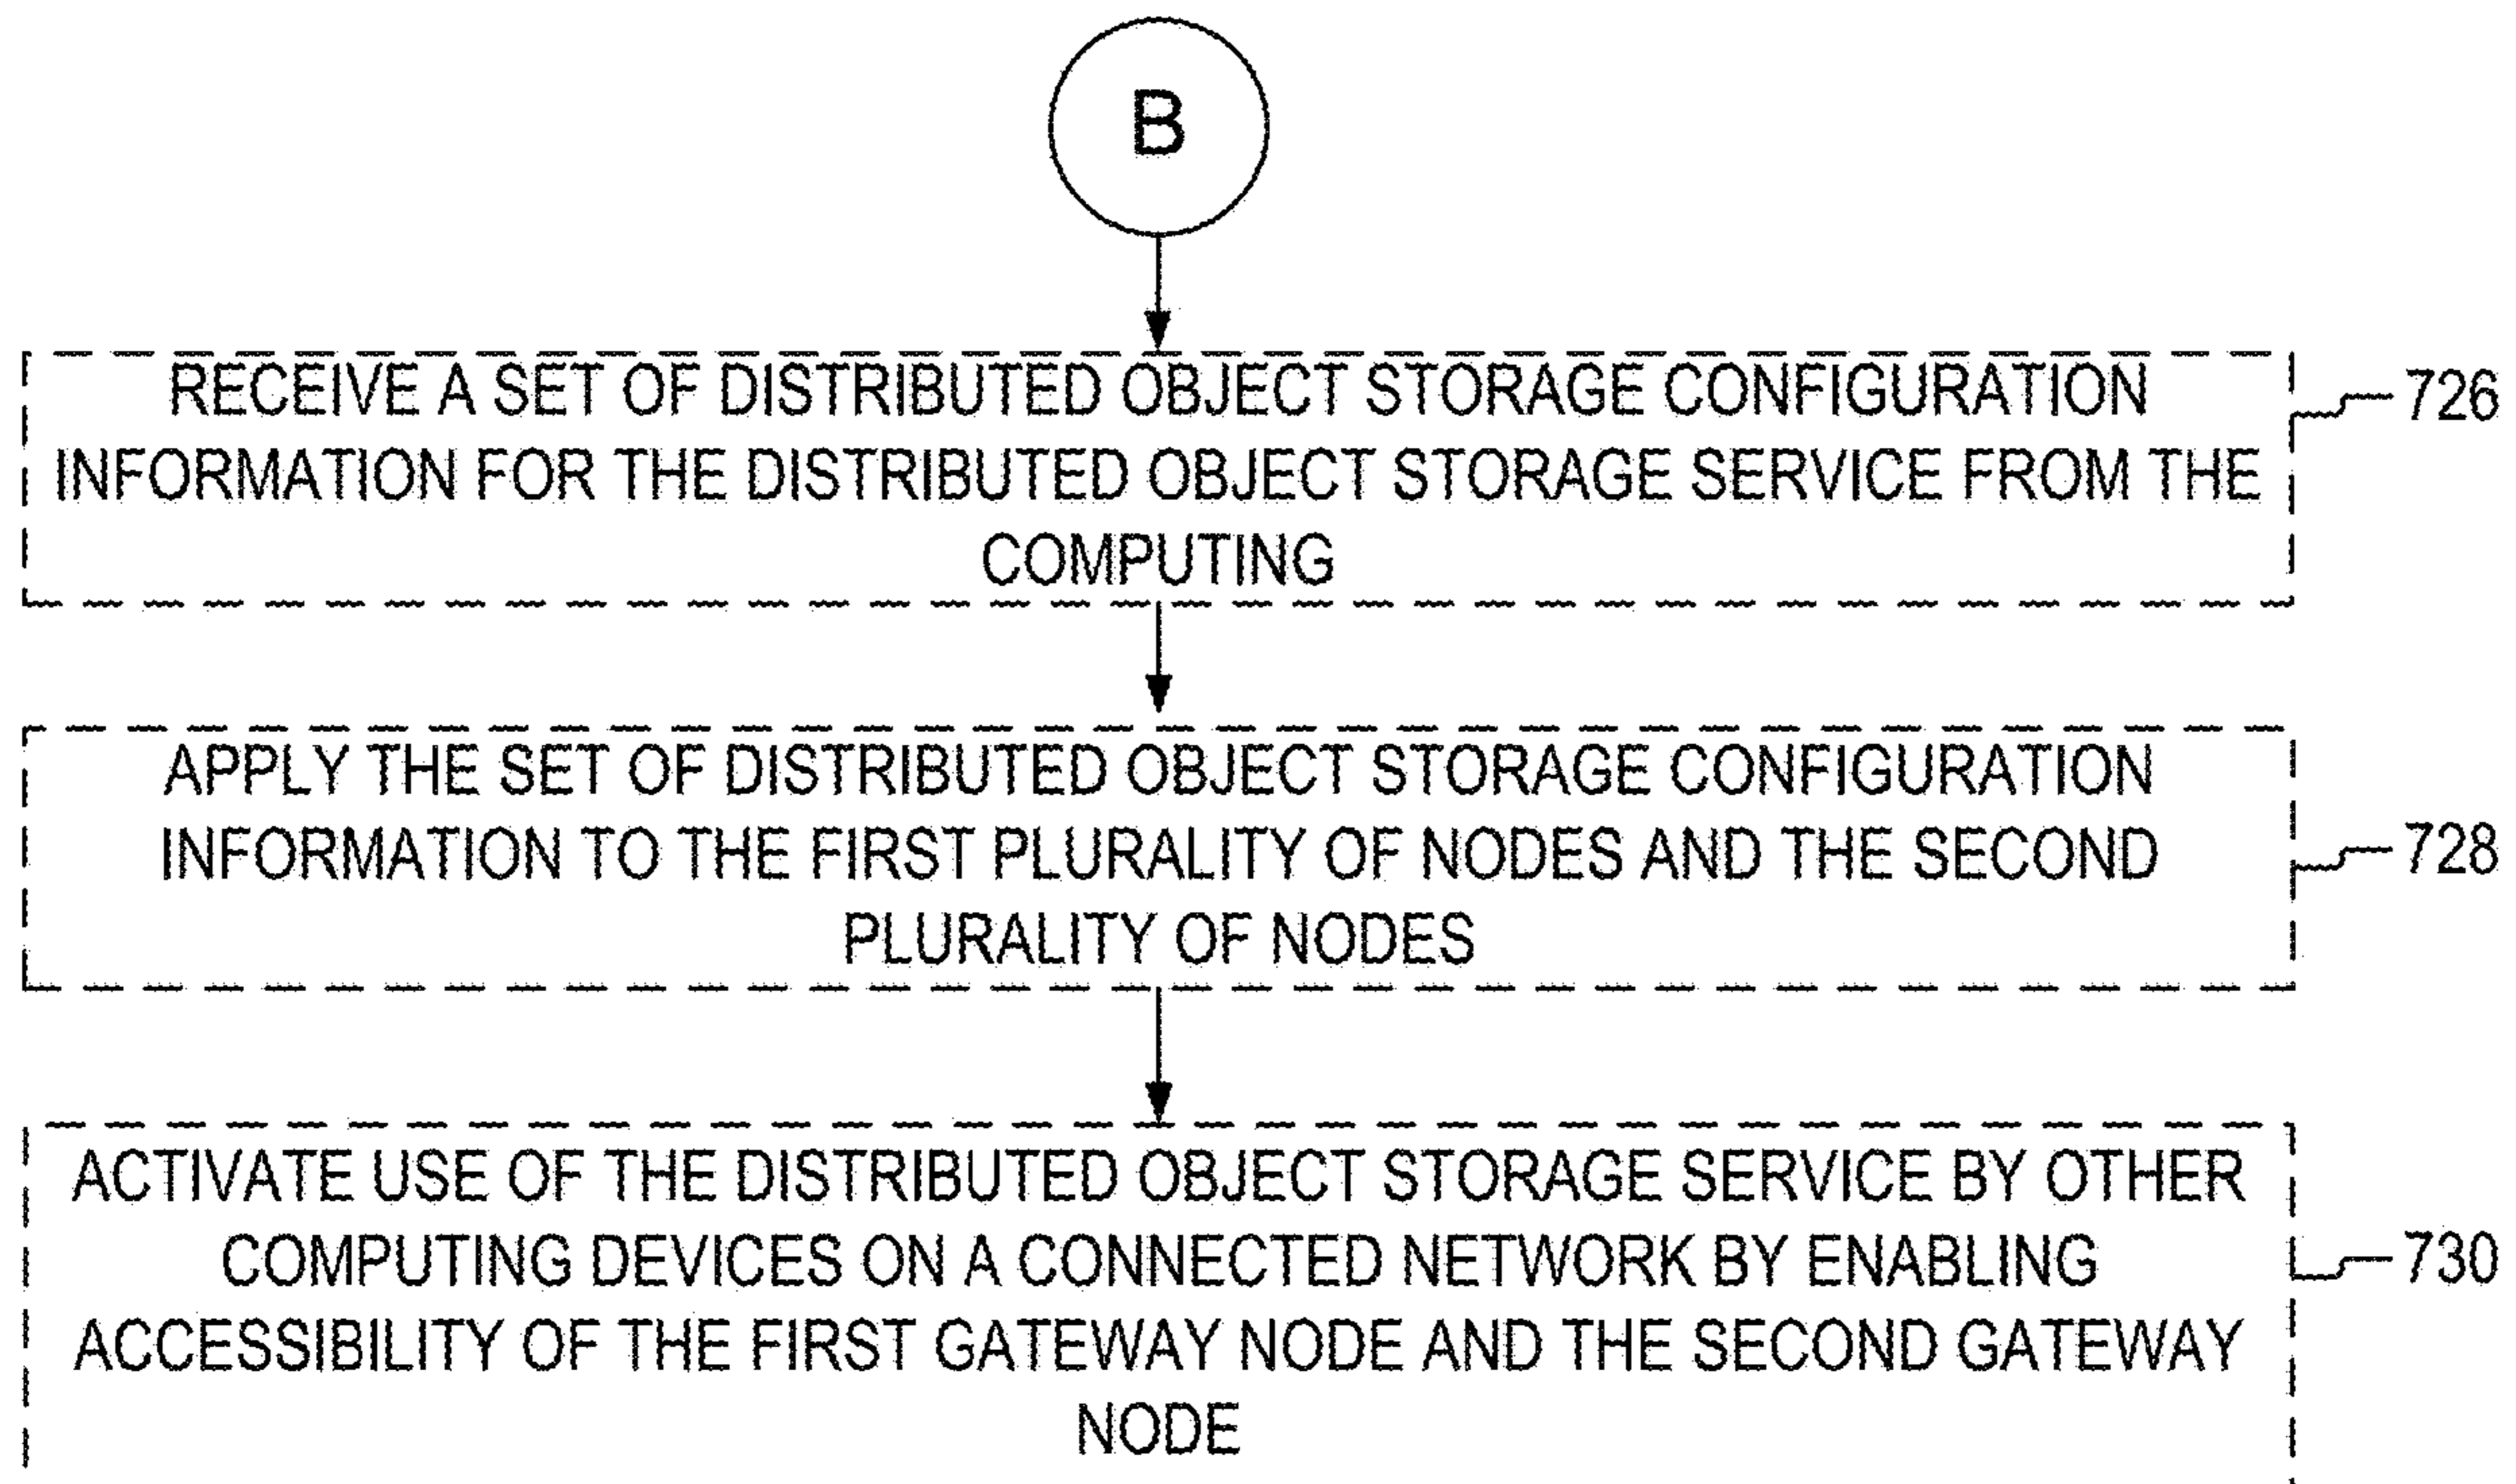 B
RECEIVE A SET OF DISTRIBUTED OBJECT STORAGE CONFIGURATION
INFORMATION FOR THE DISTRIBUTED OBJECT STORAGE SERVICE FROM THE
COMPUTING
726
APPLY THE SET OF DISTRIBUTED OBJECT STORAGE CONFIGURATION
INFORMATION TO THE FIRST PLURALITY OF NODES AND THE SECOND
PLURALITY OF NODES
728
ACTIVATE USE OF THE DISTRIBUTED OBJECT STORAGE SERVICE BY OTHER
COMPUTING DEVICES ON A CONNECTED NETWORK BY ENABLING
ACCESSIBILITY OF THE FIRST GATEWAY NODE AND THE SECOND GATEWAY
NODE
730